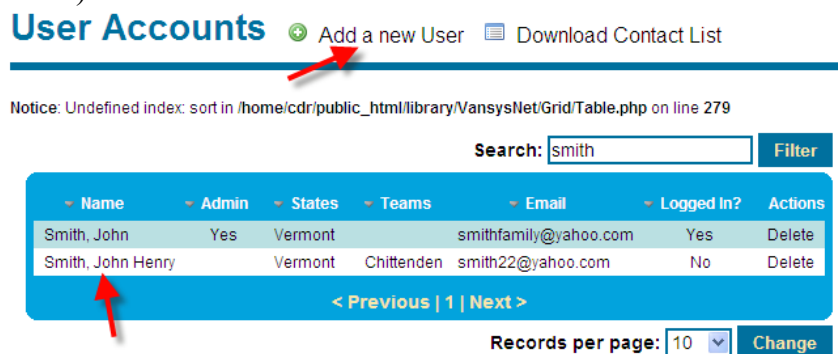 User Accounts Add a new User Download Contact List
Notice: Undefined index: sort in /home/cdr/public_html/library/VansysNet/Grid/Table.php on line 279
Search: smith Filter
Name Admin States Teams Email Logged In? Actions
Smith, John Yes Vermont smithfamily@yahoo.com Yes Delete
Smith, John Henry Vermont Chittenden smith22@yahoo.com No Delete
< Previous | 1 | Next >
Records per page: 10 Change